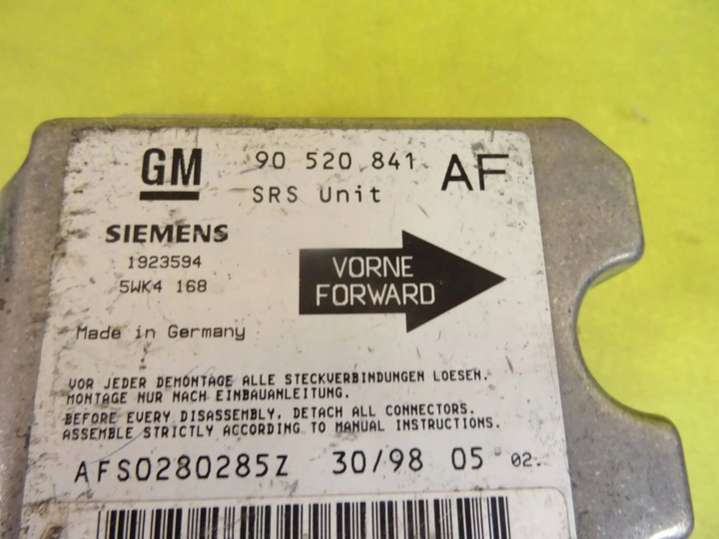 GM 90 520 841 AF
SRS Unit
SIEMENS
1923594
5WK4 168
VORNE
FORWARD
Made in Germany
VOR JEDER DEMONTAGE ALLE STECKVERBINDUNGEN LOESEN.
MONTAGE NUR NACH EINBAUANLEITUNG.
BEFORE EVERY DISASSEMBLY, DETACH ALL CONNECTORS.
ASSEMBLE STRICTLY ACCORDING TO MANUAL INSTRUCTIONS.
AFS0280285Z 30/98 05 02.